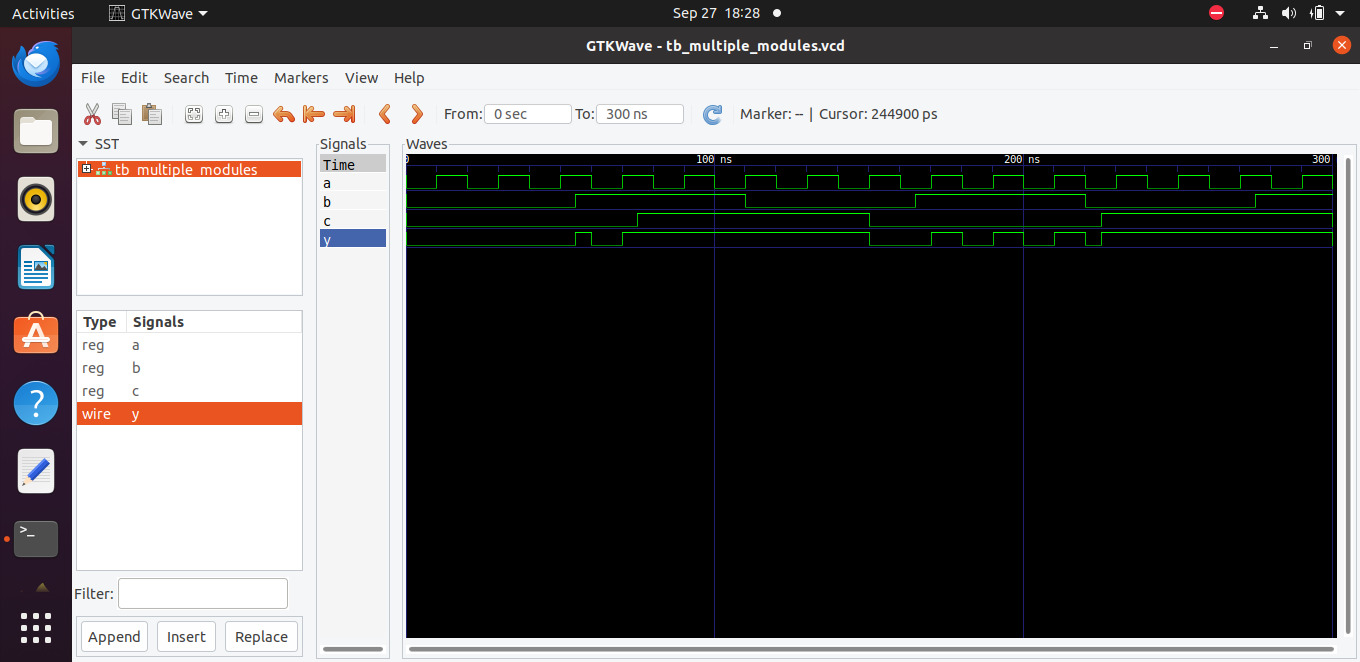 Activities GTKWave Sep 27 18:28
GTKWave - tb_multiple_modules.vcd
File Edit Search Time Markers View Help
From: 0 sec To: 300 ns Marker: -- | Cursor: 244900 ps
SST
tb_multiple_modules
Type Signals
reg a
reg b
reg c
wire y
Filter:
Append Insert Replace
Signals
Time
a
b
c
y
Waves
0 100 ns 200 ns 300